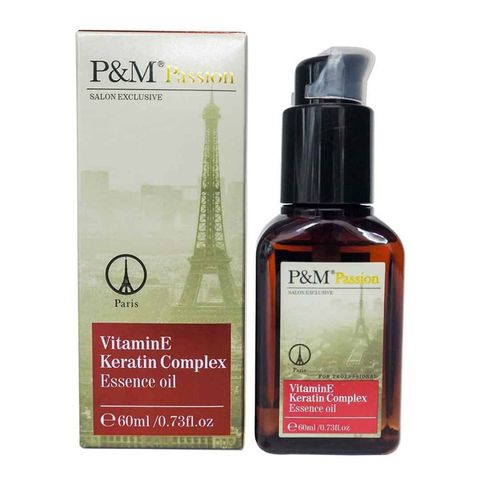 P&M® Passion
SALON EXCLUSIVE
Paris
VitaminE
Keratin Complex
Essence oil
℮60ml /0.73fl.oz
P&M® Passion
SALON EXCLUSIVE
Paris
FOR PROFESSIONAL
VitaminE
Keratin Complex
Essence oil
℮60ml /0.73fl.oz